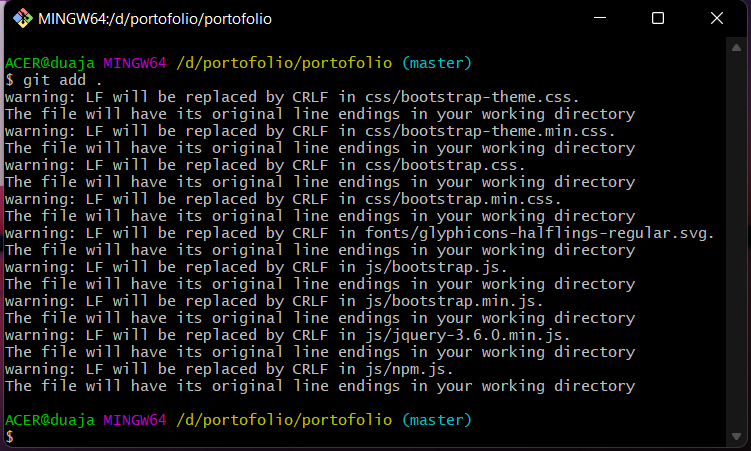 MINGW64:/d/portofolio/portofolio
ACER@duaja MINGW64 /d/portofolio/portofolio (master)
$ git add .
warning: LF will be replaced by CRLF in css/bootstrap-theme.css.
The file will have its original line endings in your working directory
warning: LF will be replaced by CRLF in css/bootstrap-theme.min.css.
The file will have its original line endings in your working directory
warning: LF will be replaced by CRLF in css/bootstrap.css.
The file will have its original line endings in your working directory
warning: LF will be replaced by CRLF in css/bootstrap.min.css.
The file will have its original line endings in your working directory
warning: LF will be replaced by CRLF in fonts/glyphicons-halflings-regular.svg.
The file will have its original line endings in your working directory
warning: LF will be replaced by CRLF in js/bootstrap.js.
The file will have its original line endings in your working directory
warning: LF will be replaced by CRLF in js/bootstrap.min.js.
The file will have its original line endings in your working directory
warning: LF will be replaced by CRLF in js/jquery-3.6.0.min.js.
The file will have its original line endings in your working directory
warning: LF will be replaced by CRLF in js/npm.js.
The file will have its original line endings in your working directory
ACER@duaja MINGW64 /d/portofolio/portofolio (master)
$